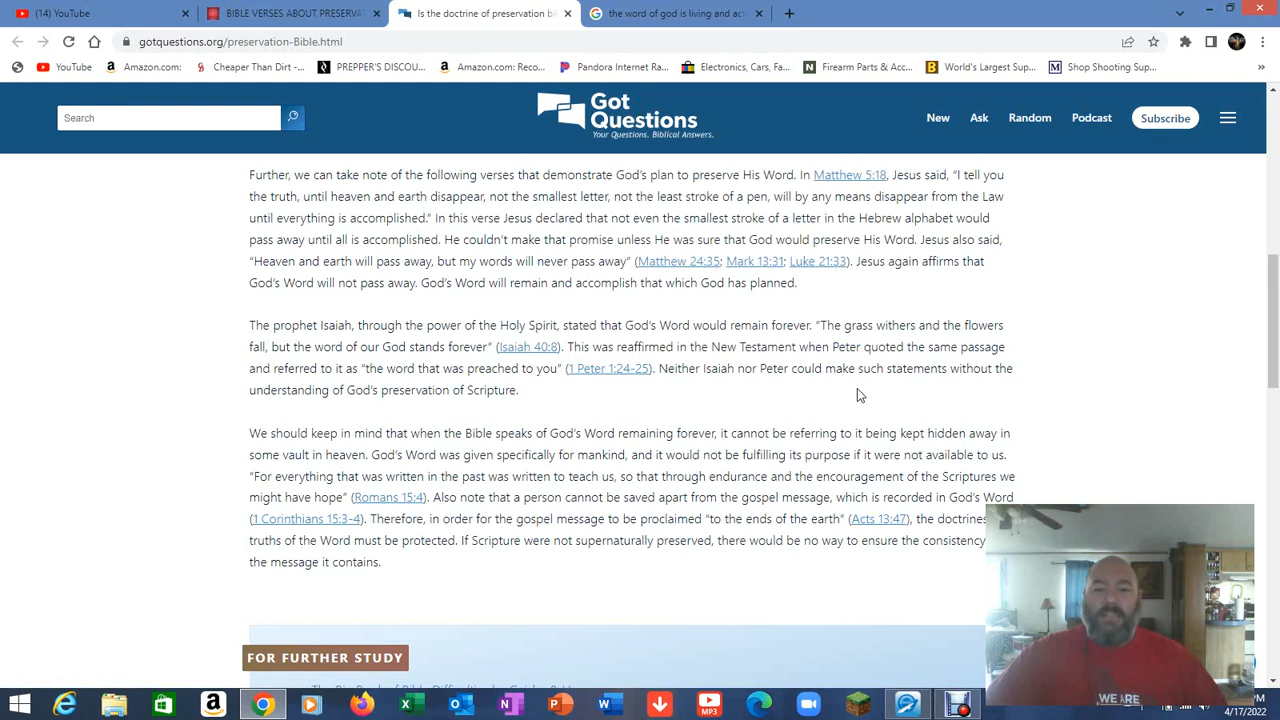 (14) YouTube
BIBLE VERSES ABOUT PRESERVAT
Is the doctrine of preservation bib
the word of god is living and act
gotquestions.org/preservation-Bible.html
YouTube
Amazon.com:
Cheaper Than Dirt -...
PREPPER'S DISCOU...
Amazon.com: Reco...
Pandora Internet Ra...
Electronics, Cars, Fa...
Firearm Parts & Acc...
World's Largest Sup...
Shop Shooting Sup...
Search
Got
Questions
Your Questions. Biblical Answers.
New
Ask
Random
Podcast
Subscribe
Further, we can take note of the following verses that demonstrate God's plan to preserve His Word. In Matthew 5:18, Jesus said, "I tell you
the truth, until heaven and earth disappear, not the smallest letter, not the least stroke of a pen, will by any means disappear from the Law
until everything is accomplished." In this verse Jesus declared that not even the smallest stroke of a letter in the Hebrew alphabet would
pass away until all is accomplished. He couldn't make that promise unless He was sure that God would preserve His Word. Jesus also said,
"Heaven and earth will pass away, but my words will never pass away" (Matthew 24:35; Mark 13:31; Luke 21:33). Jesus again affirms that
God's Word will not pass away. God's Word will remain and accomplish that which God has planned.
The prophet Isaiah, through the power of the Holy Spirit, stated that God's Word would remain forever. "The grass withers and the flowers
fall, but the word of our God stands forever" (Isaiah 40:8). This was reaffirmed in the New Testament when Peter quoted the same passage
and referred to it as "the word that was preached to you" (1 Peter 1:24-25). Neither Isaiah nor Peter could make such statements without the
understanding of God's preservation of Scripture.
We should keep in mind that when the Bible speaks of God's Word remaining forever, it cannot be referring to it being kept hidden away in
some vault in heaven. God's Word was given specifically for mankind, and it would not be fulfilling its purpose if it were not available to us.
"For everything that was written in the past was written to teach us, so that through endurance and the encouragement of the Scriptures we
might have hope" (Romans 15:4). Also note that a person cannot be saved apart from the gospel message, which is recorded in God's Word
(1 Corinthians 15:3-4). Therefore, in order for the gospel message to be proclaimed "to the ends of the earth" (Acts 13:47), the doctrines
truths of the Word must be protected. If Scripture were not supernaturally preserved, there would be no way to ensure the consistency
the message it contains.
FOR FURTHER STUDY
WE ARE
MP3
4/17/2022